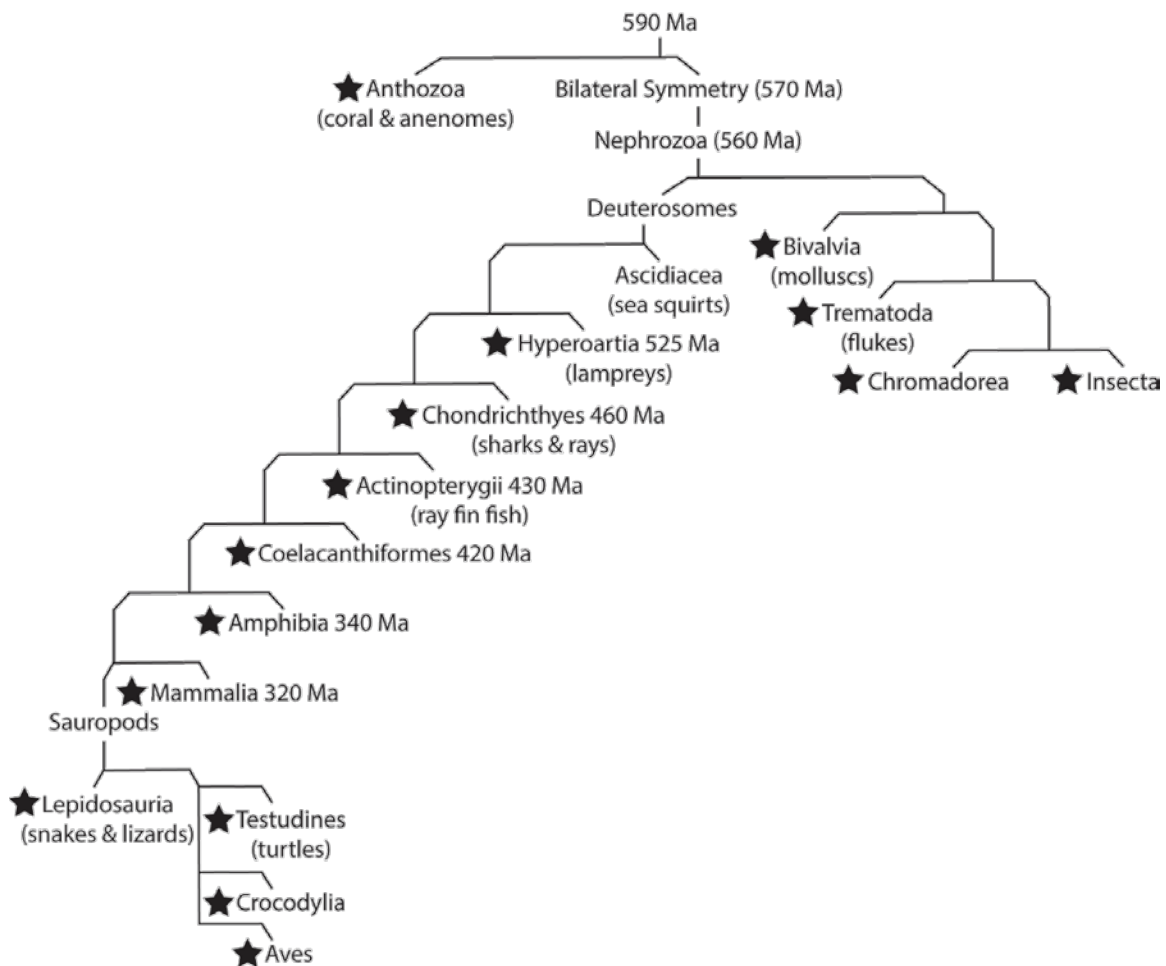 590 Ma
Anthozoa
(coral & anenomes)
Bilateral Symmetry (570 Ma)
Nephrozoa (560 Ma)
Deuterosomes
Bivalvia
(molluscs)
Ascidiacea
(sea squirts)
Trematoda
(flukes)
Hyperoartia 525 Ma
(lampreys)
Chromadorea
Insecta
Chondrichthyes 460 Ma
(sharks & rays)
Actinopterygii 430 Ma
(ray fin fish)
Coelacanthiformes 420 Ma
Amphibia 340 Ma
Mammalia 320 Ma
Sauropods
Lepidosauria
(snakes & lizards)
Testudines
(turtles)
Crocodylia
Aves